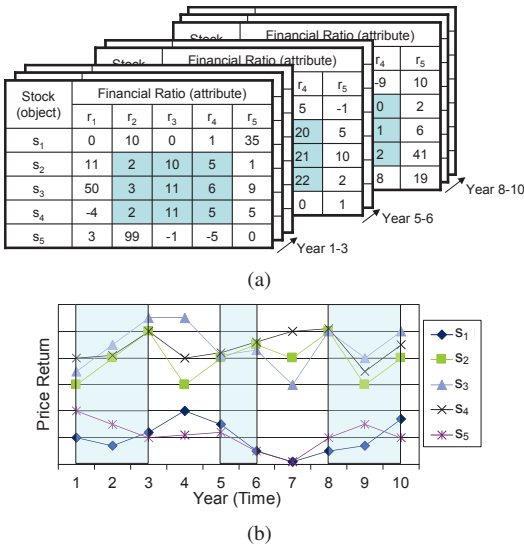 Financial Ratio (attribute)
r4 r5
-9 10
0 2
1 6
2 41
8 19
Year 8-10
Financial Ratio (attribute)
r4 r5
5 -1
20 5
21 10
22 2
0 1
Year 5-6
Stock (object) Financial Ratio (attribute)
r1 r2 r3 r4 r5
s1 0 10 0 1 35
s2 11 2 10 5 1
s3 50 3 11 6 9
s4 -4 2 11 5 5
s5 3 99 -1 -5 0
Year 1-3
(a)
Price Return
s1
s2
s3
s4
s5
1 2 3 4 5 6 7 8 9 10
Year (Time)
(b)